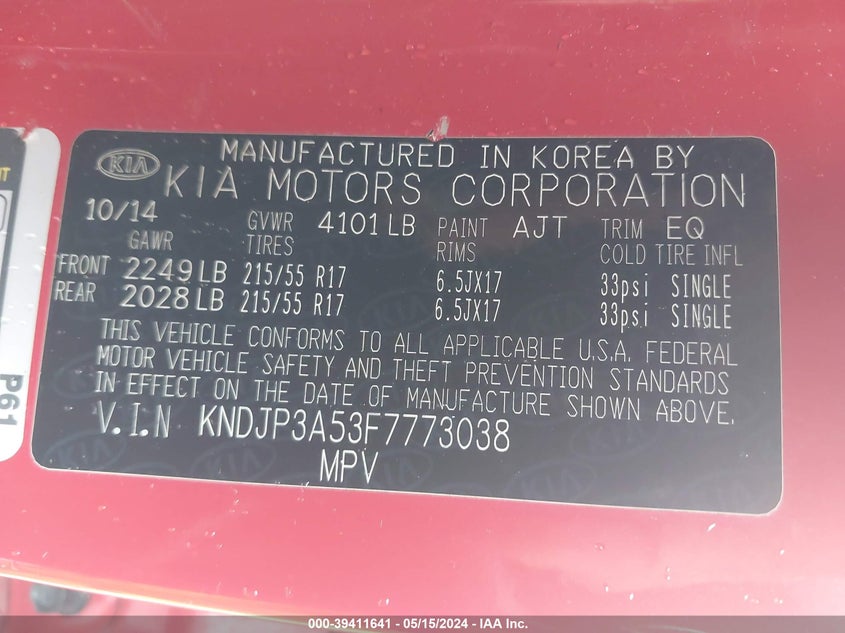 KIA
MANUFACTURED IN KOREA BY
KIA MOTORS CORPORATION
10/14 GVWR 4101 LB PAINT AJT TRIM EQ
GAWR TIRES RIMS COLD TIRE INFL
FRONT 2249 LB 215/55 R17 6.5JX17 33psi SINGLE
REAR 2028 LB 215/55 R17 6.5JX17 33psi SINGLE
THIS VEHICLE CONFORMS TO ALL APPLICABLE U.S.A. FEDERAL
MOTOR VEHICLE SAFETY AND THEFT PREVENTION STANDARDS
IN EFFECT ON THE DATE OF MANUFACTURE SHOWN ABOVE.
V.I.N KNDJP3A53F7773038
MPV
P61
000-39411641 - 05/15/2024 - IAA Inc.